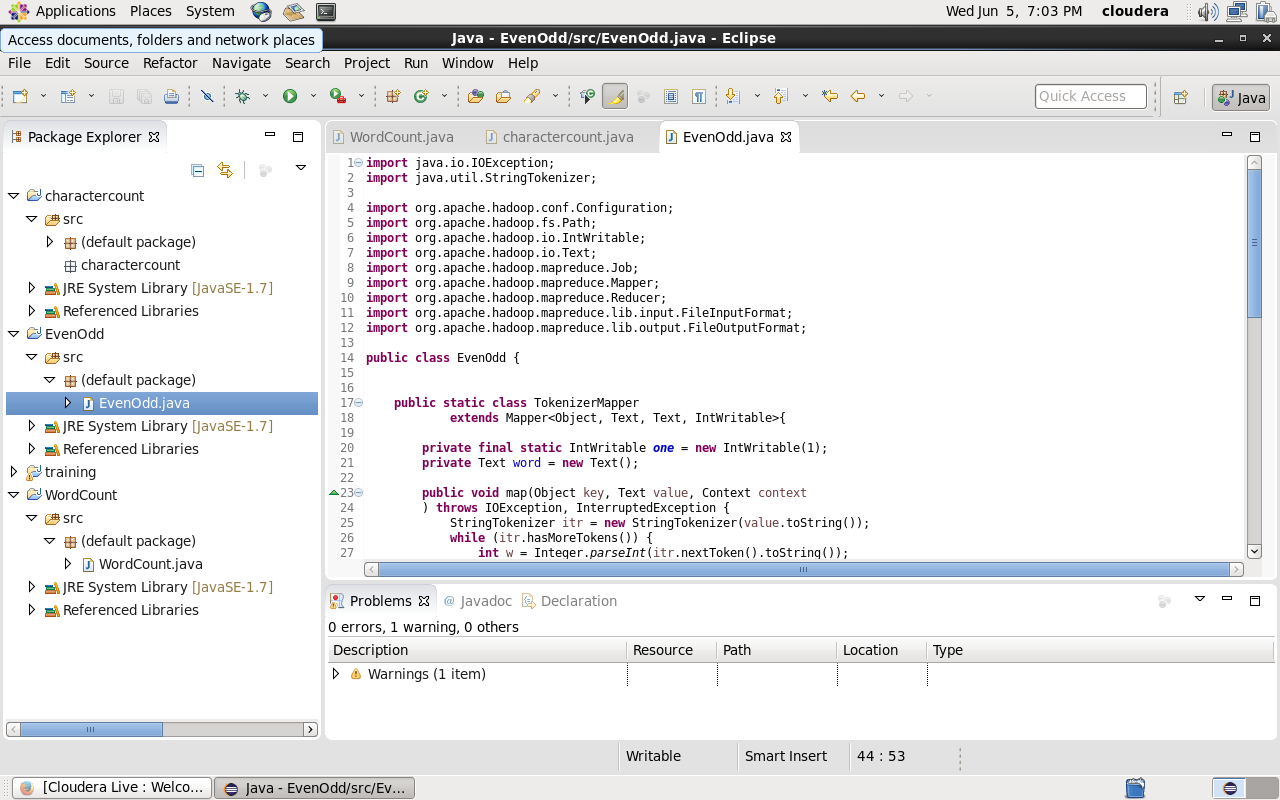 Applications Places System Wed Jun 5, 7:03 PM cloudera
Access documents, folders and network places
Java - EvenOdd/src/EvenOdd.java - Eclipse
File Edit Source Refactor Navigate Search Project Run Window Help
Quick Access
Java
Package Explorer
charactercount
src
(default package)
charactercount
JRE System Library [JavaSE-1.7]
Referenced Libraries
EvenOdd
src
(default package)
EvenOdd.java
JRE System Library [JavaSE-1.7]
Referenced Libraries
training
WordCount
src
(default package)
WordCount.java
JRE System Library [JavaSE-1.7]
Referenced Libraries
WordCount.java charactercount.java EvenOdd.java
1 import java.io.IOException;
2 import java.util.StringTokenizer;
3
4 import org.apache.hadoop.conf.Configuration;
5 import org.apache.hadoop.fs.Path;
6 import org.apache.hadoop.io.IntWritable;
7 import org.apache.hadoop.io.Text;
8 import org.apache.hadoop.mapreduce.Job;
9 import org.apache.hadoop.mapreduce.Mapper;
10 import org.apache.hadoop.mapreduce.Reducer;
11 import org.apache.hadoop.mapreduce.lib.input.FileInputFormat;
12 import org.apache.hadoop.mapreduce.lib.output.FileOutputFormat;
13
14 public class EvenOdd {
15
16
17 public static class TokenizerMapper
18 extends Mapper<Object, Text, Text, IntWritable>{
19
20 private final static IntWritable one = new IntWritable(1);
21 private Text word = new Text();
22
23 public void map(Object key, Text value, Context context
24 ) throws IOException, InterruptedException {
25 StringTokenizer itr = new StringTokenizer(value.toString());
26 while (itr.hasMoreTokens()) {
27 int w = Integer.parseInt(itr.nextToken().toString());
Problems @ Javadoc Declaration
0 errors, 1 warning, 0 others
Description Resource Path Location Type
Warnings (1 item)
Writable Smart Insert 44 : 53
[Cloudera Live : Welco... Java - EvenOdd/src/Ev...